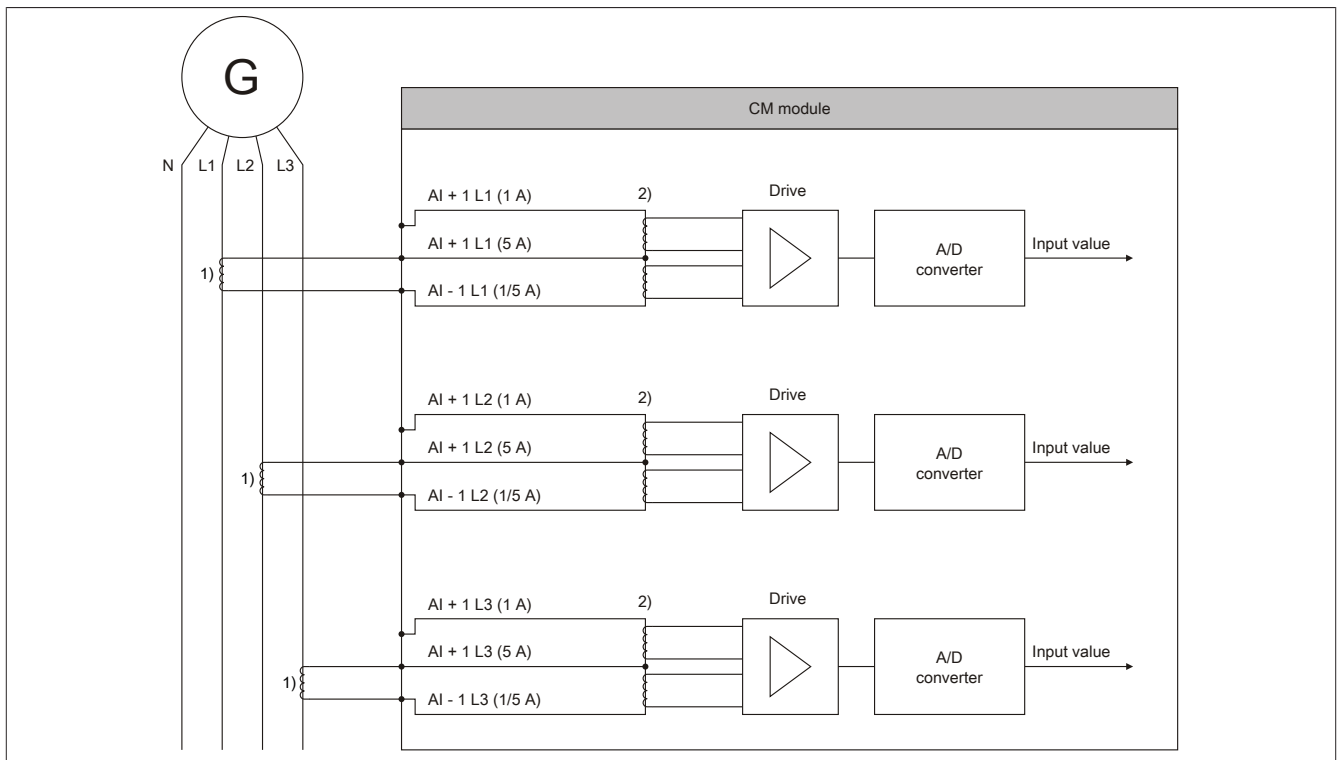 G
CM module
N L1 L2 L3
AI + 1 L1 (1 A) 2) Drive
AI + 1 L1 (5 A) A/D converter Input value
1)
AI - 1 L1 (1/5 A)
AI + 1 L2 (1 A) 2) Drive
AI + 1 L2 (5 A) A/D converter Input value
1)
AI - 1 L2 (1/5 A)
AI + 1 L3 (1 A) 2) Drive
AI + 1 L3 (5 A) A/D converter Input value
1)
AI - 1 L3 (1/5 A)